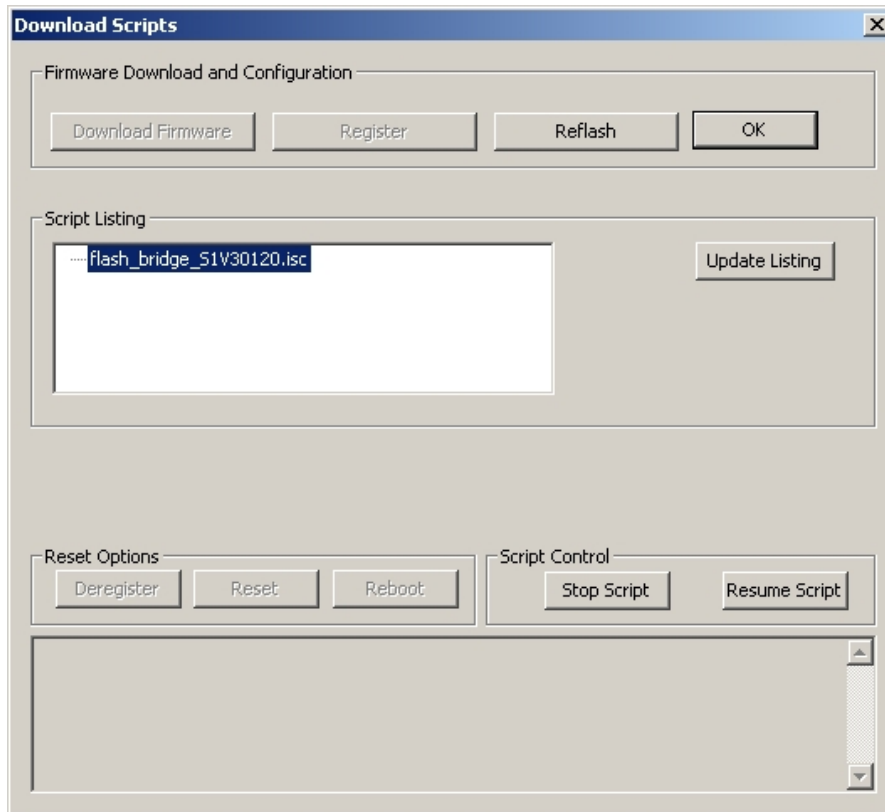 Download Scripts
Firmware Download and Configuration
Download Firmware Register Reflash OK
Script Listing
flash_bridge_S1V30120.isc
Update Listing
Reset Options
Deregister Reset Reboot
Script Control
Stop Script Resume Script